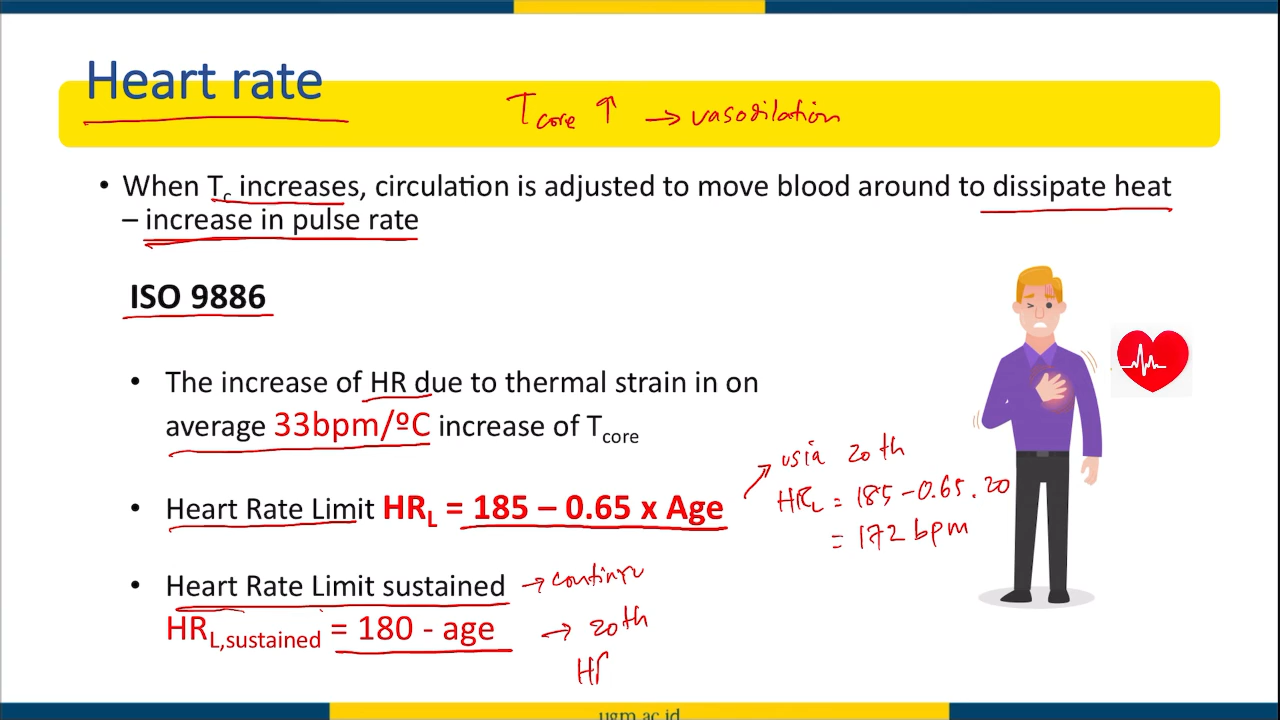 Heart rate
Tcore ↑ → vasodilation
• When Tc increases, circulation is adjusted to move blood around to dissipate heat
– increase in pulse rate
ISO 9886
• The increase of HR due to thermal strain in on
average 33bpm/ºC increase of Tcore
• Heart Rate Limit HRL = 185 – 0.65 x Age
usia 20 th
HRL = 185 – 0.65 . 20
= 172 bpm
• Heart Rate Limit sustained → continu
HRL,sustained = 180 - age → 20 th
HR
ugm.ac.id